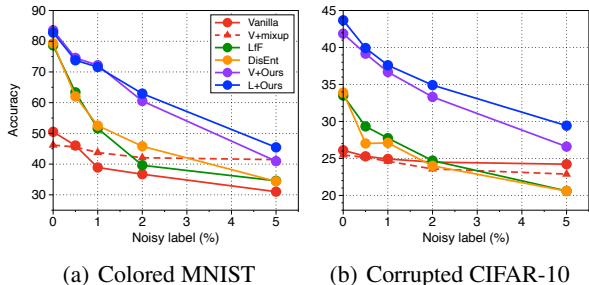 Accuracy
90
80
70
60
50
40
30
0 1 2 3 4 5
Noisy label (%)
Vanilla
V+mixup
LfF
DisEnt
V+Ours
L+Ours
(a) Colored MNIST
45
40
35
30
25
20
0 1 2 3 4 5
Noisy label (%)
(b) Corrupted CIFAR-10